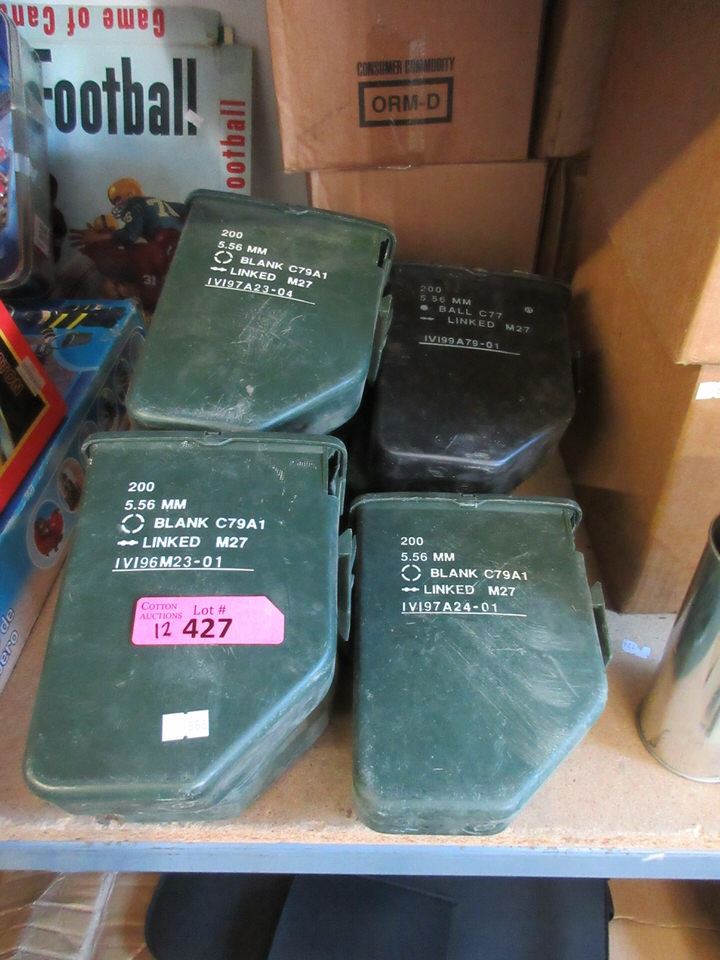 Game of Cans
Football
ootball
CONSUMER COMMODITY
ORM-D
200
5.56 MM
BLANK C79A1
LINKED M27
IVI97A23-04
200
5.56 MM
BALL C77
LINKED M27
IVI99A79-01
200
5.56 MM
BLANK C79A1
LINKED M27
IVI96M23-01
COTTON
AUCTIONS
Lot #
12 427
200
5.56 MM
BLANK C79A1
LINKED M27
IVI97A24-01
31